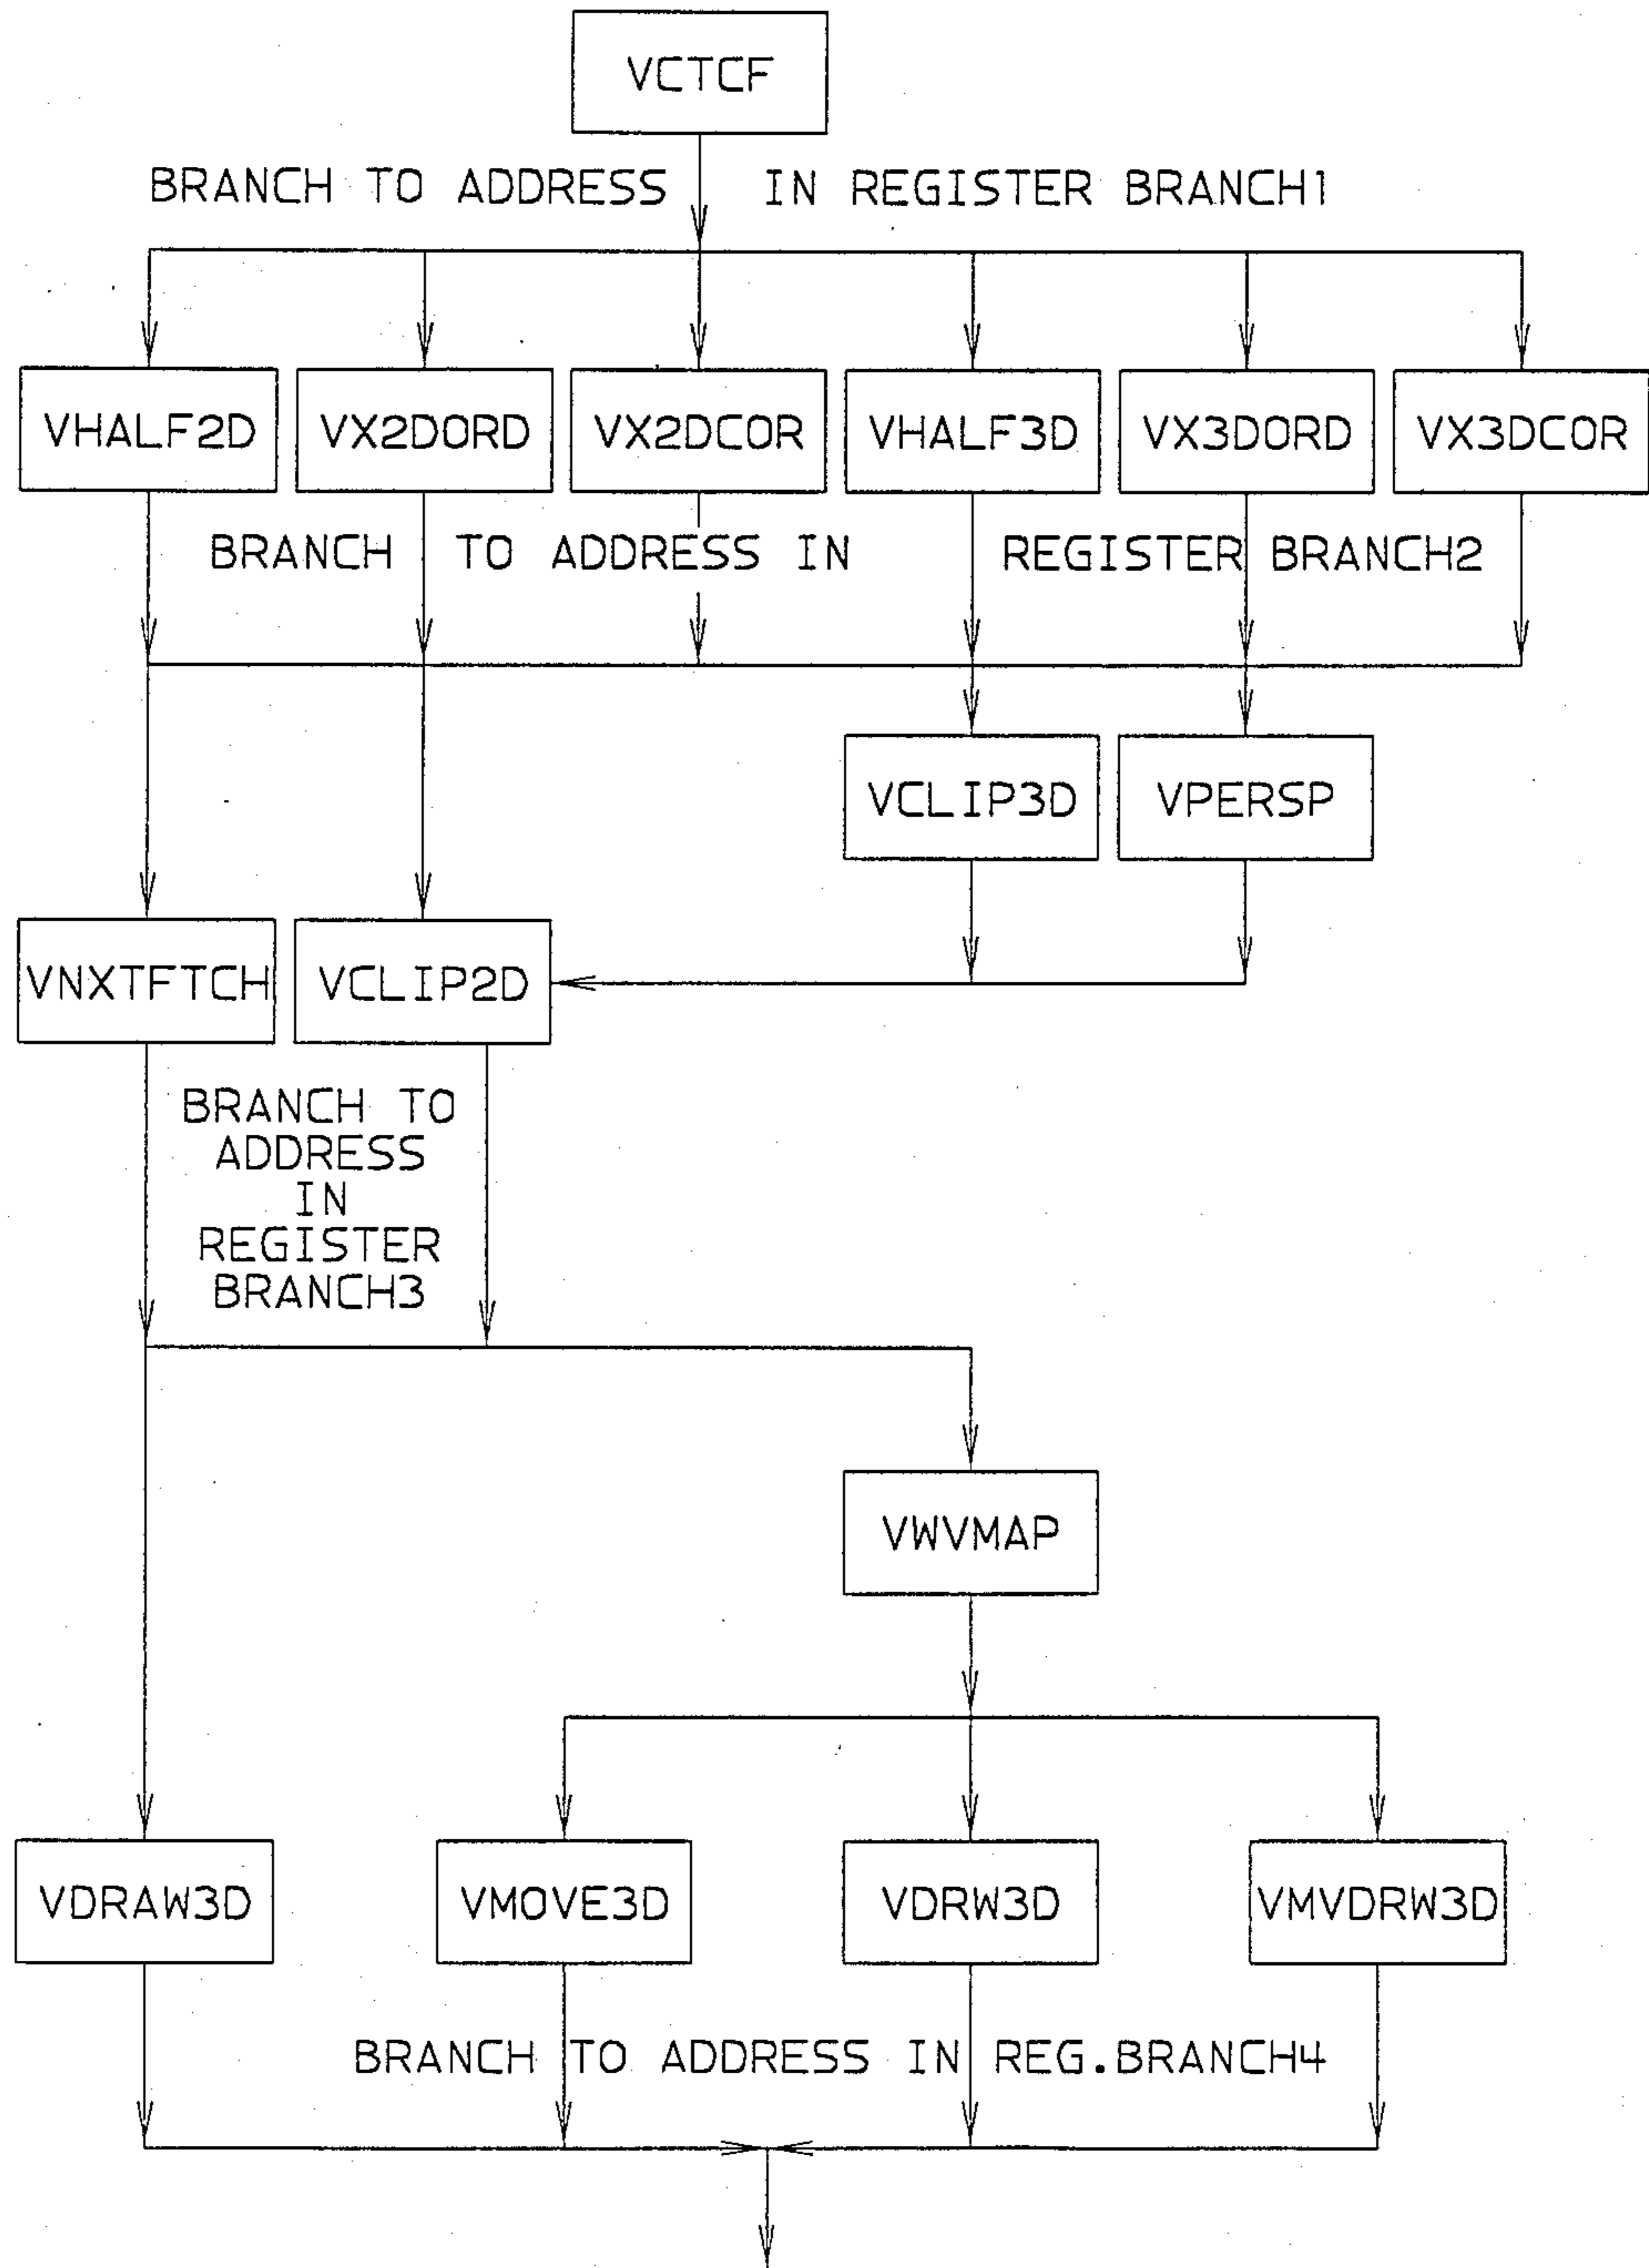 VCTCF
BRANCH TO ADDRESS IN REGISTER BRANCH1
VHALF2D VX2DORD VX2DCOR VHALF3D VX3DORD VX3DCOR
BRANCH TO ADDRESS IN REGISTER BRANCH2
VCLIP3D VPERSP
VNXTFTCH VCLIP2D
BRANCH TO
ADDRESS
IN
REGISTER
BRANCH3
VWVMAP
VDRAW3D VMOVE3D VDRW3D VMVDRW3D
BRANCH TO ADDRESS IN REG.BRANCH4